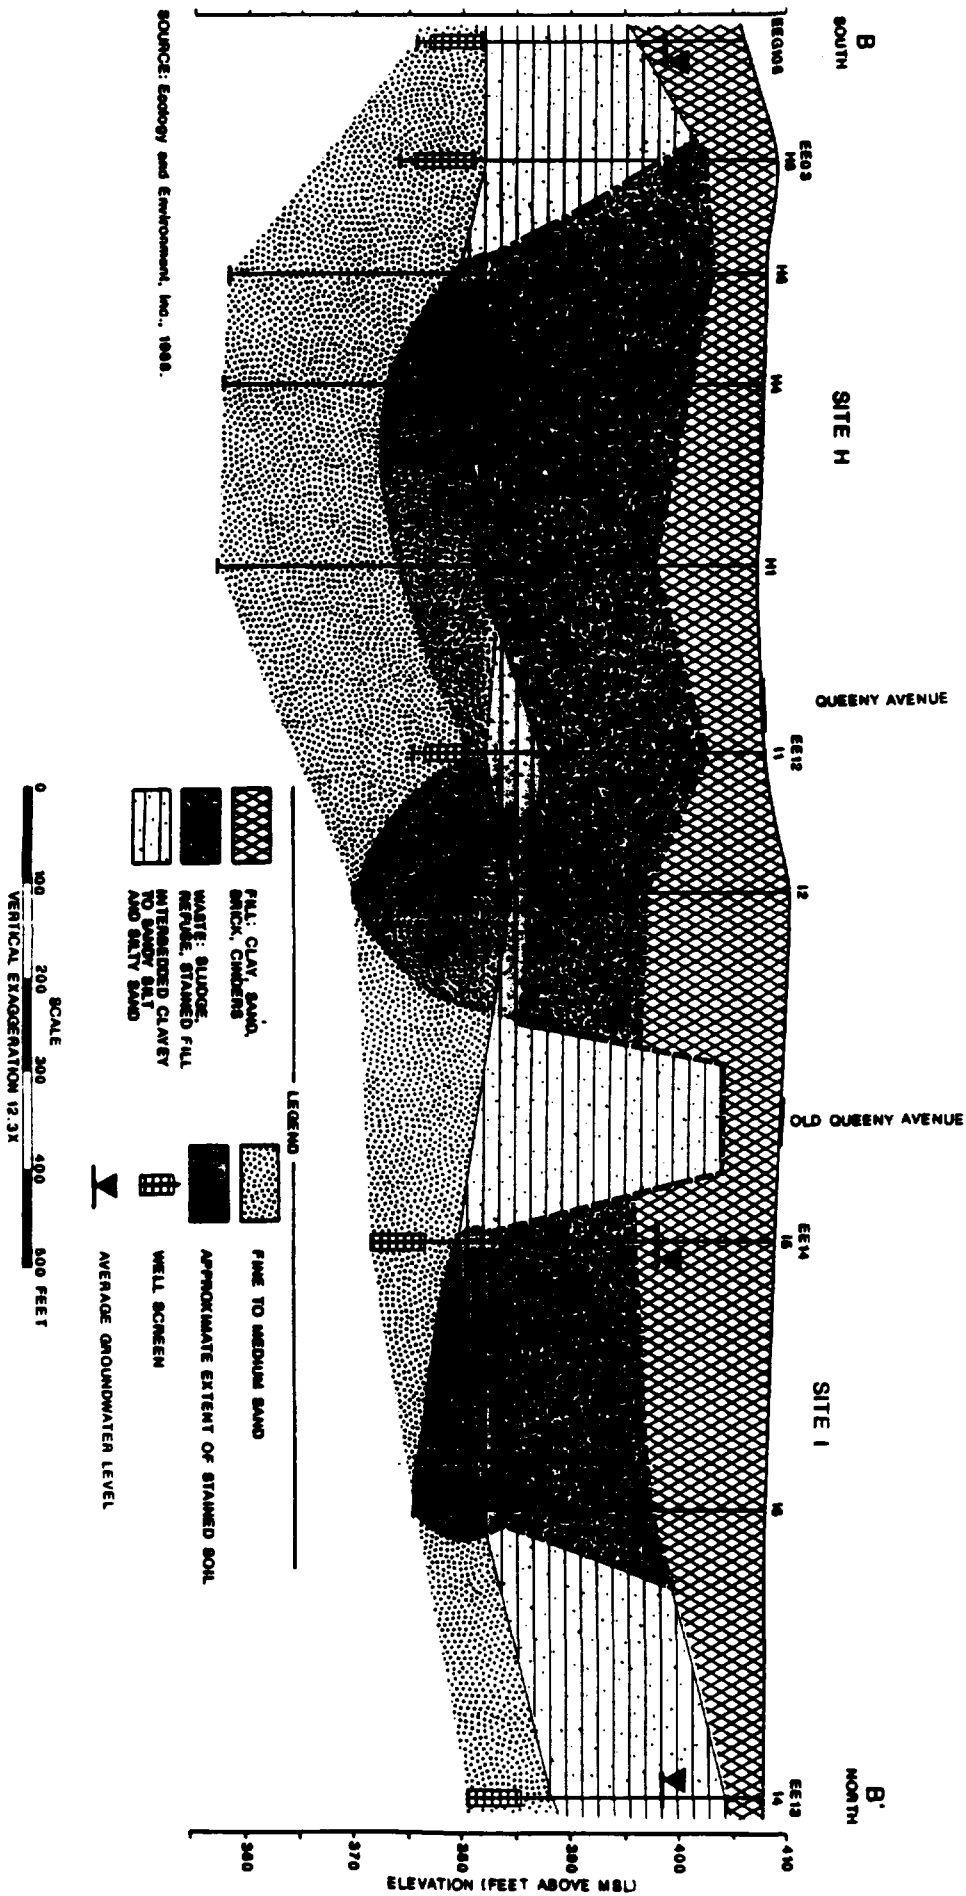 B
SOUTH
SITE H
QUEENY AVENUE
OLD QUEENY AVENUE
SITE I
B'
NORTH
EEG106
EE03
H8
H4
H1
EE12
I1
I2
EE14
I5
I6
EE13
I4
410
400
390
380
370
360
ELEVATION (FEET ABOVE MSL)
LEGEND
FILL: CLAY, SAND,
BRICK, CINDERS
WASTE: SLUDGE,
REFUSE, STAINED FILL
INTERBEDDED CLAYEY
TO SANDY SILT
AND SILTY SAND
FINE TO MEDIUM SAND
APPROXIMATE EXTENT OF STAINED SOIL
WELL SCREEN
AVERAGE GROUNDWATER LEVEL
SCALE
0 100 200 300 400 500 FEET
VERTICAL EXAGGERATION 12.3X
SOURCE: Ecology and Environment, Inc.,